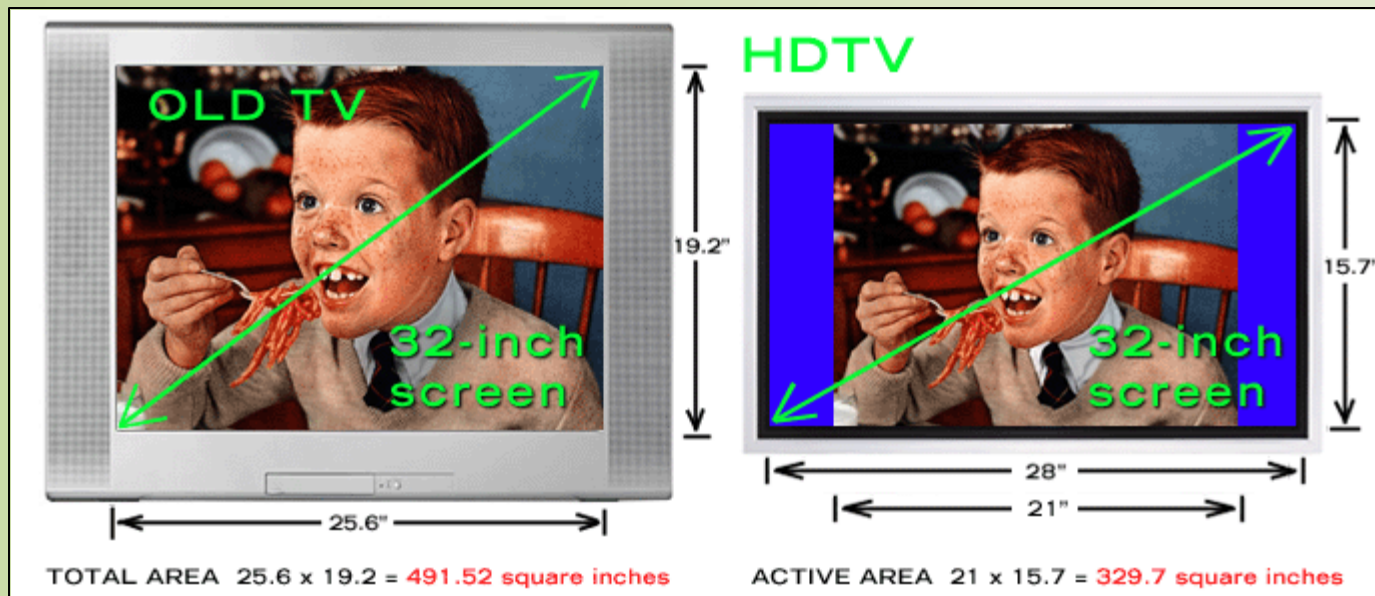 OLD TV
32-inch
screen
19.2"
25.6"
TOTAL AREA 25.6 x 19.2 = 491.52 square inches
HDTV
32-inch
screen
15.7"
28"
21"
ACTIVE AREA 21 x 15.7 = 329.7 square inches